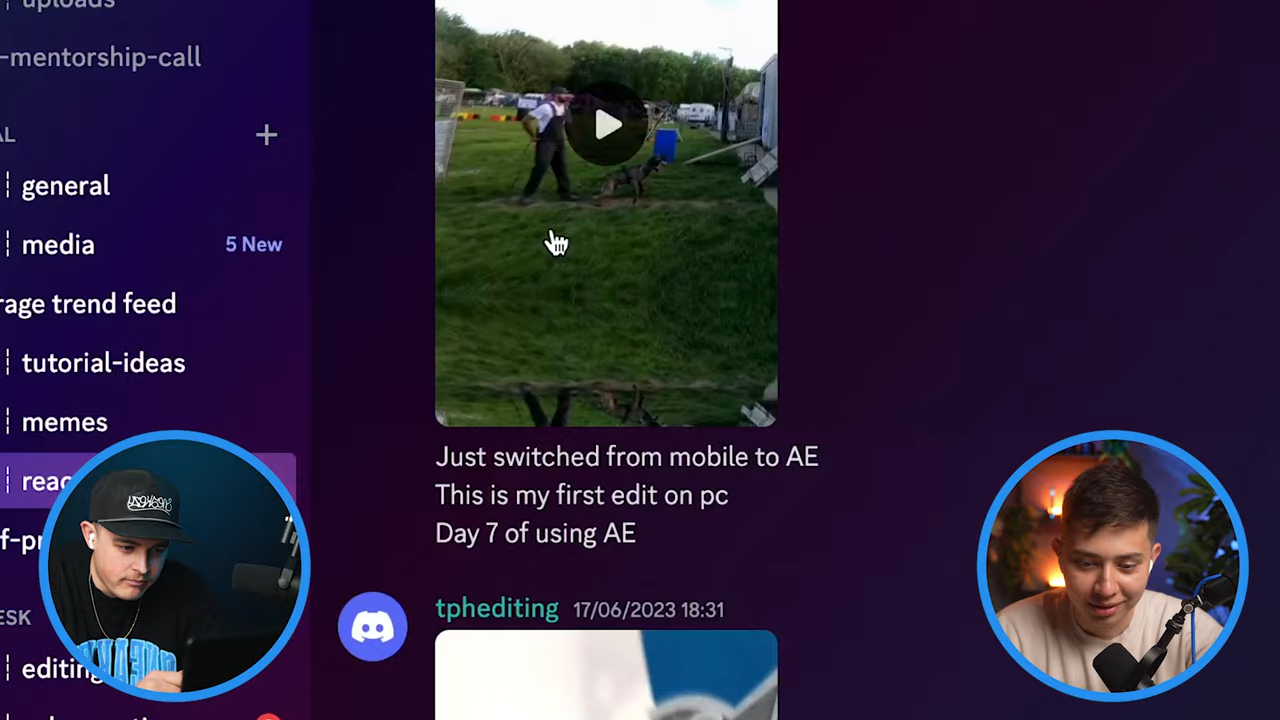 uploads
-mentorship-call
AL
general
media
5 New
rage trend feed
tutorial-ideas
memes
reac
f-pr
Just switched from mobile to AE
This is my first edit on pc
Day 7 of using AE
tphediting 17/06/2023 18:31
ESK
editing